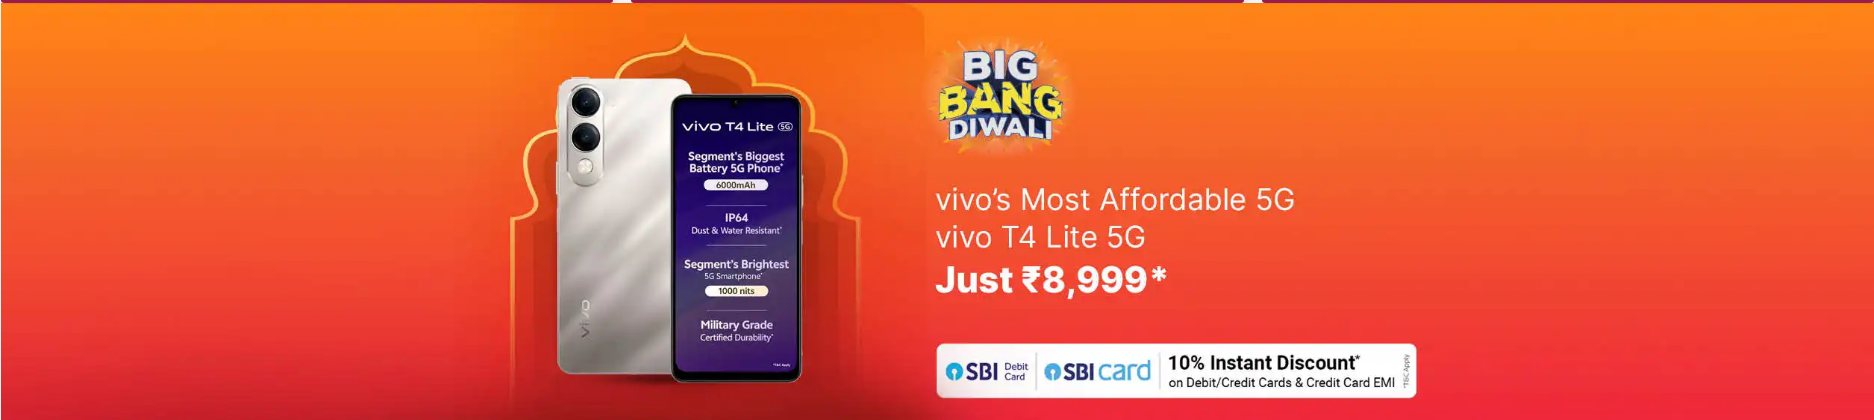 BIG
BANG
DIWALI
vivo T4 Lite 5G
Segment's Biggest
Battery 5G Phone*
6000mAh
IP64
Dust & Water Resistant*
Segment's Brightest
5G Smartphone*
1000 nits
Military Grade
Certified Durability*
*T&C Apply
vivo
vivo's Most Affordable 5G
vivo T4 Lite 5G
Just ₹8,999*
SBI Debit
Card
SBI card
10% Instant Discount*
on Debit/Credit Cards & Credit Card EMI
*T&C Apply